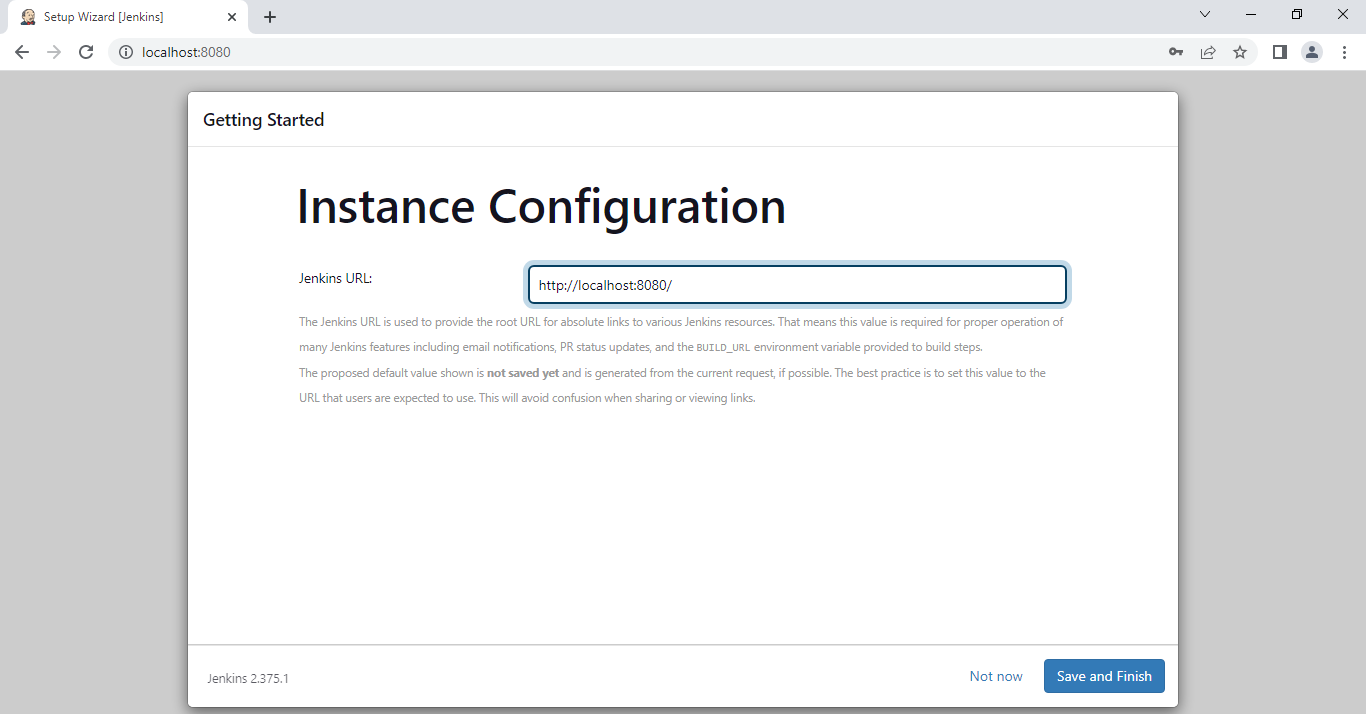 Setup Wizard [Jenkins]
localhost:8080
Getting Started
Instance Configuration
Jenkins URL:
http://localhost:8080/
The Jenkins URL is used to provide the root URL for absolute links to various Jenkins resources. That means this value is required for proper operation of
many Jenkins features including email notifications, PR status updates, and the BUILD_URL environment variable provided to build steps.
The proposed default value shown is not saved yet and is generated from the current request, if possible. The best practice is to set this value to the
URL that users are expected to use. This will avoid confusion when sharing or viewing links.
Jenkins 2.375.1
Not now
Save and Finish